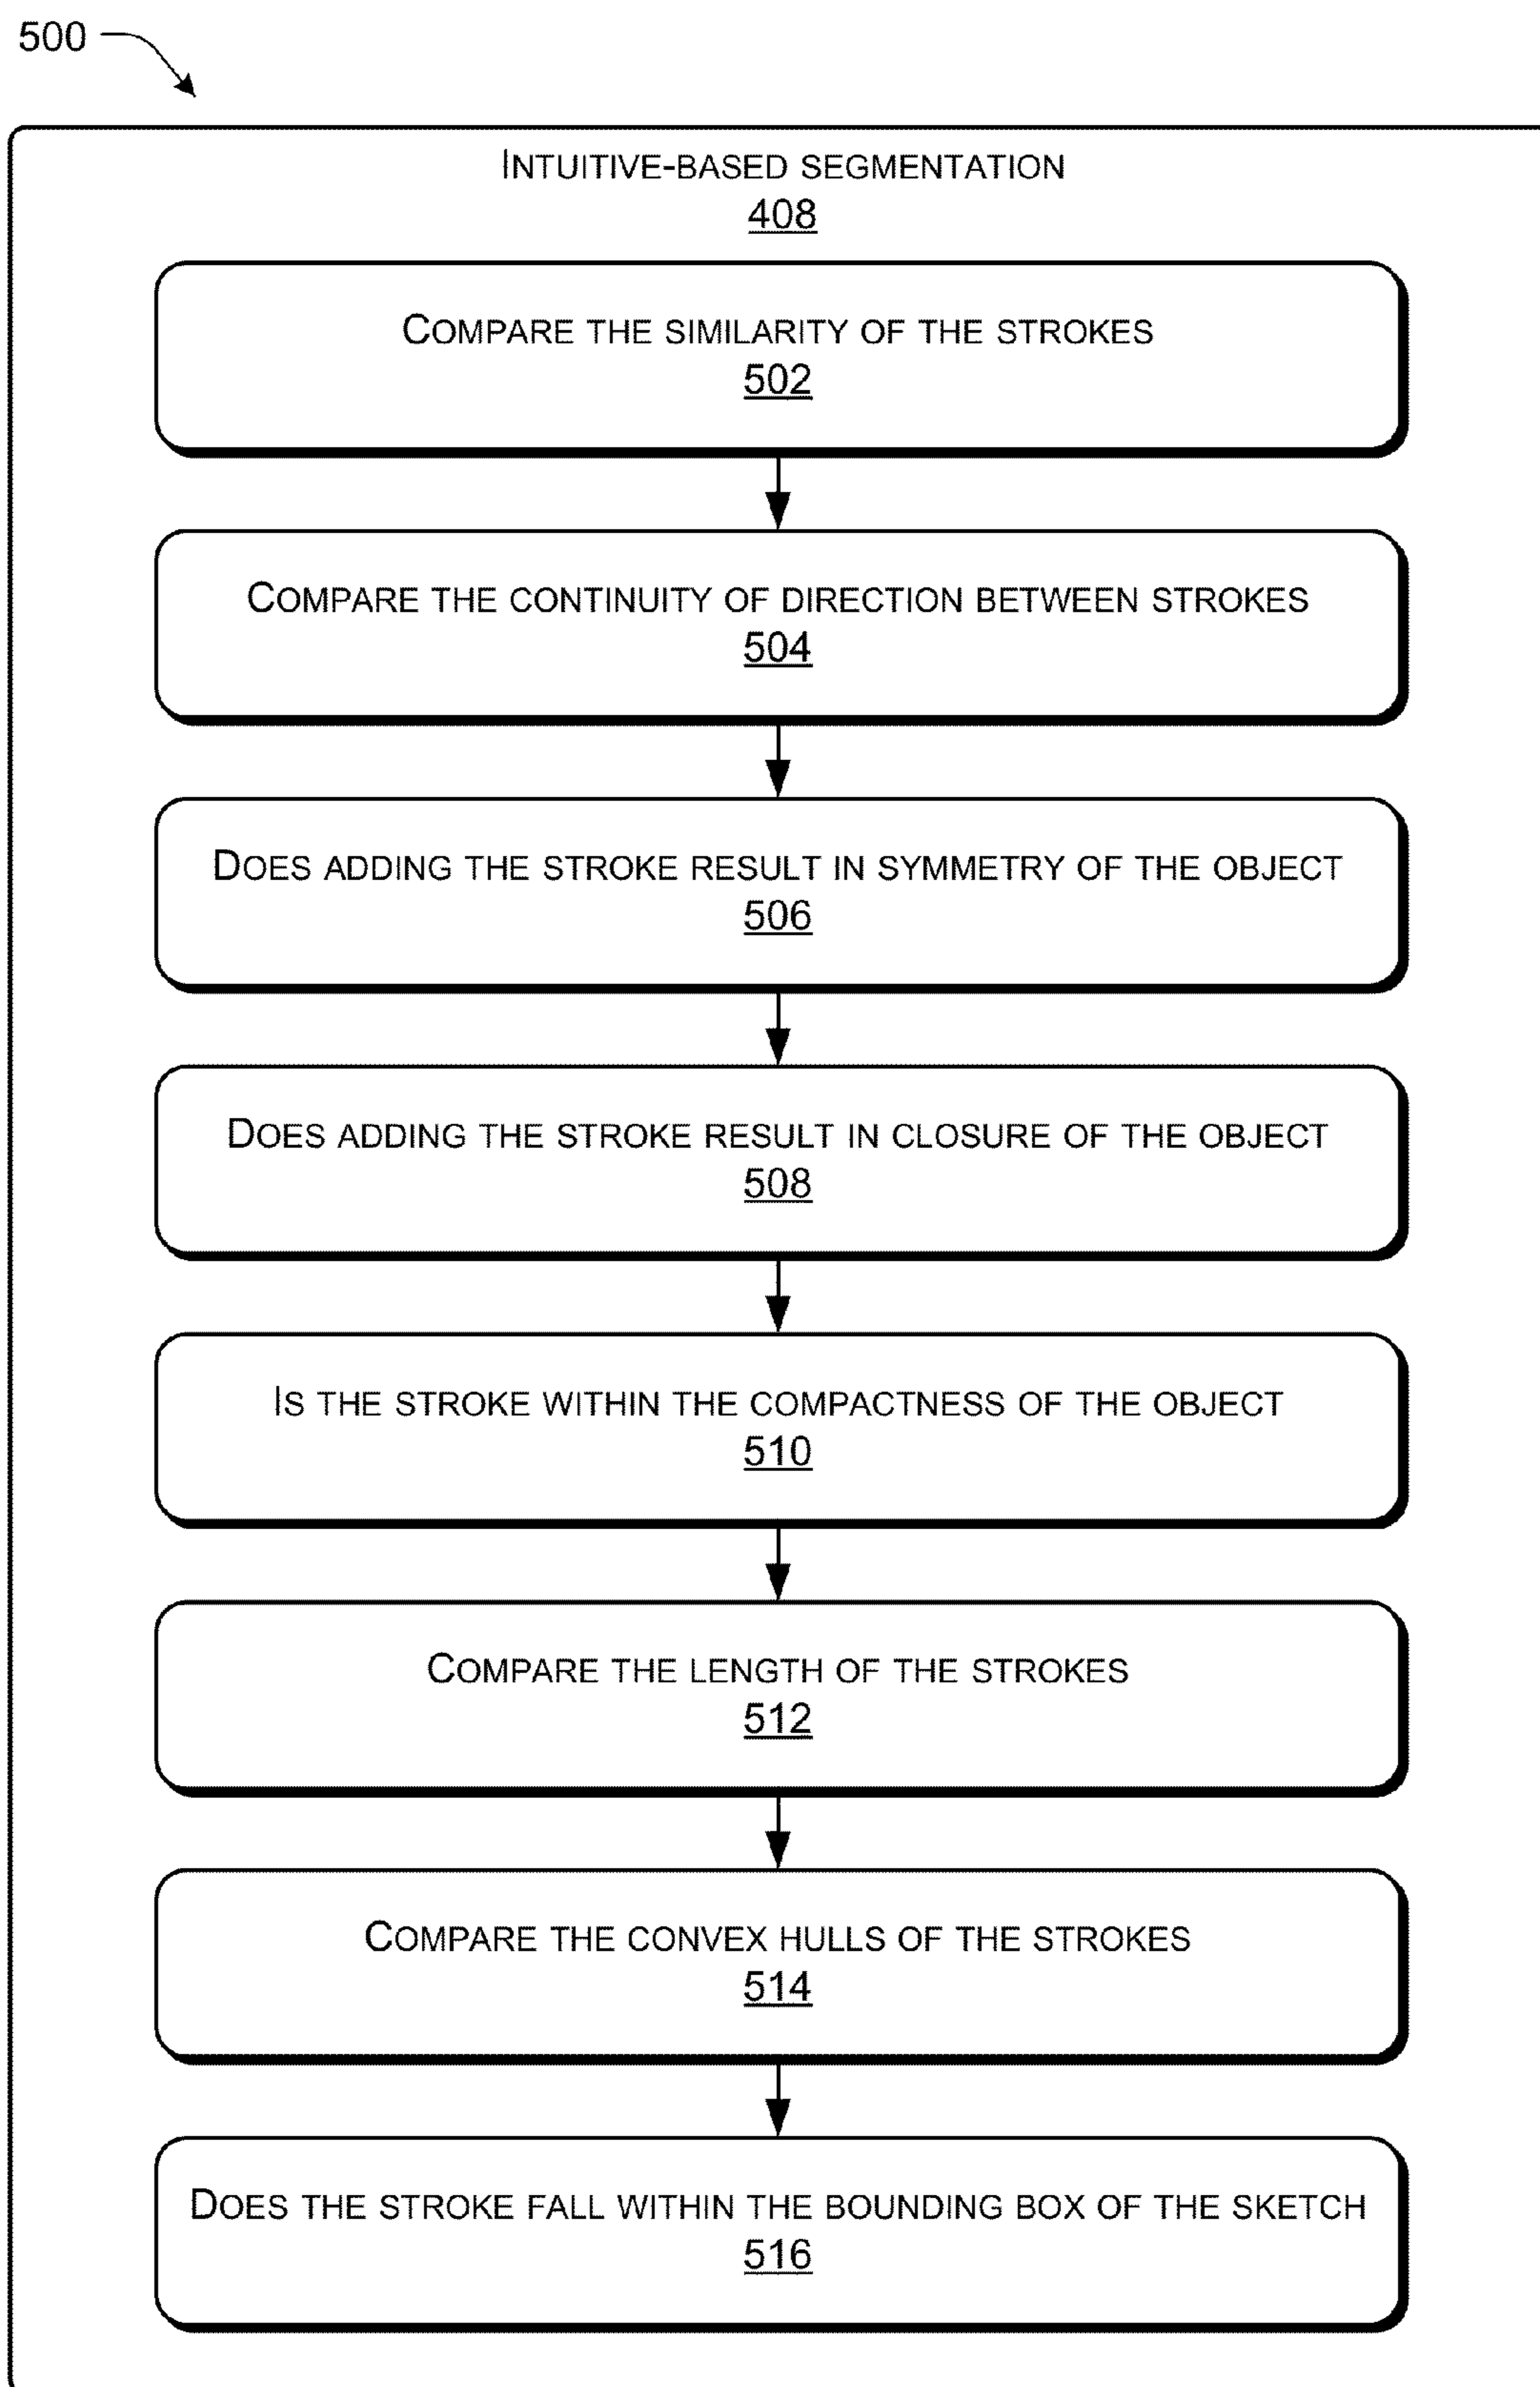 500
INTUITIVE-BASED SEGMENTATION
408
COMPARE THE SIMILARITY OF THE STROKES
502
COMPARE THE CONTINUITY OF DIRECTION BETWEEN STROKES
504
DOES ADDING THE STROKE RESULT IN SYMMETRY OF THE OBJECT
506
DOES ADDING THE STROKE RESULT IN CLOSURE OF THE OBJECT
508
IS THE STROKE WITHIN THE COMPACTNESS OF THE OBJECT
510
COMPARE THE LENGTH OF THE STROKES
512
COMPARE THE CONVEX HULLS OF THE STROKES
514
DOES THE STROKE FALL WITHIN THE BOUNDING BOX OF THE SKETCH
516